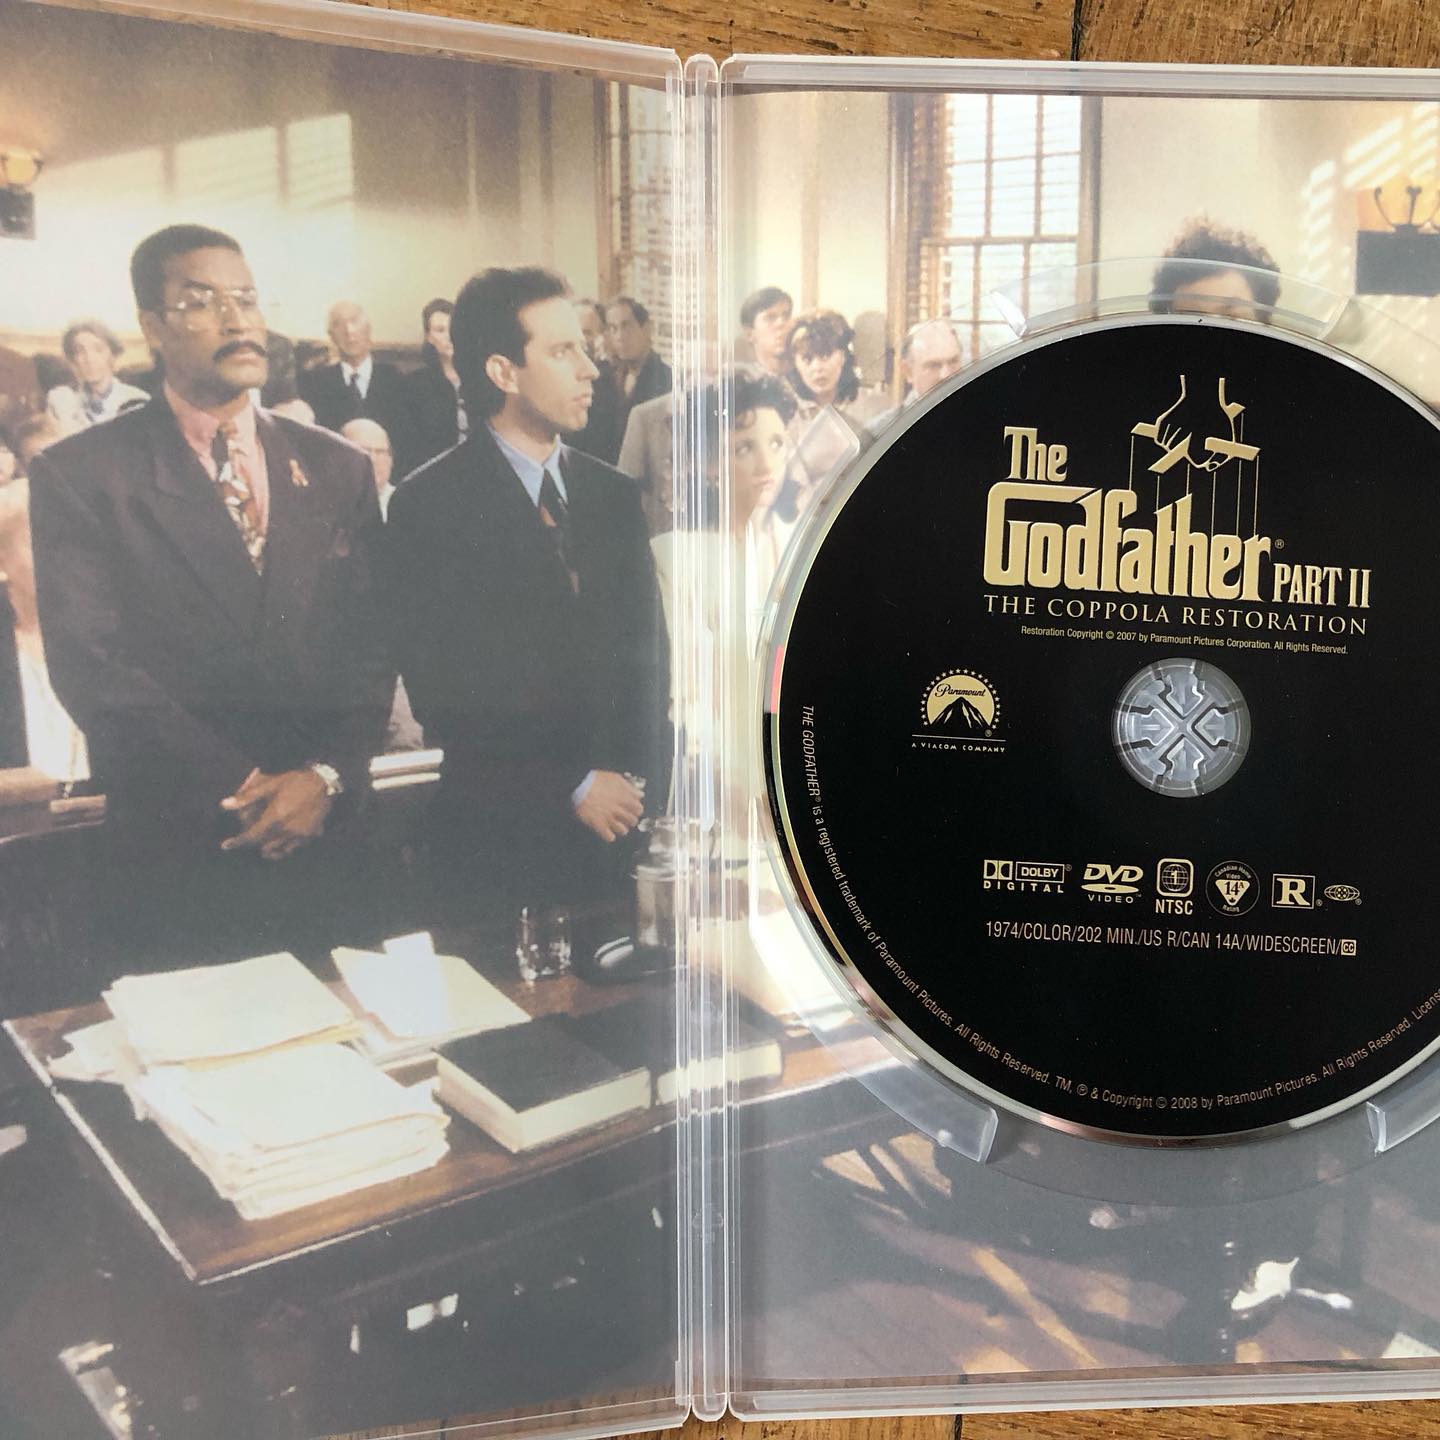 The
Godfather® PART II
THE COPPOLA RESTORATION
Restoration Copyright © 2007 by Paramount Pictures Corporation. All Rights Reserved.
Paramount®
A VIACOM COMPANY
DOLBY®
DIGITAL
DVD
VIDEO™
1
NTSC
Canadian Home
Video
14A
Rating
R®
®
1974/COLOR/202 MIN./US R/CAN 14A/WIDESCREEN/CC
THE GODFATHER® is a registered trademark of Paramount Pictures. All Rights Reserved. TM, ® & Copyright © 2008 by Paramount Pictures. All Rights Reserved.